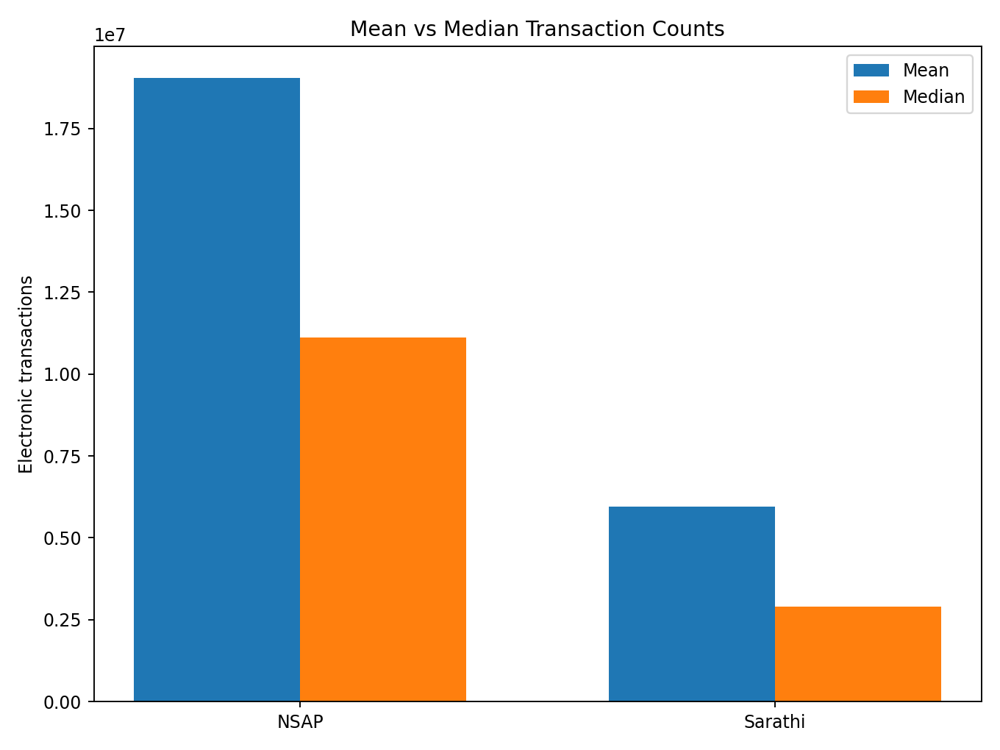 Mean vs Median Transaction Counts
1e7
Mean
Median
1.75
1.50
1.25
1.00
0.75
0.50
0.25
0.00
Electronic transactions
NSAP
Sarathi